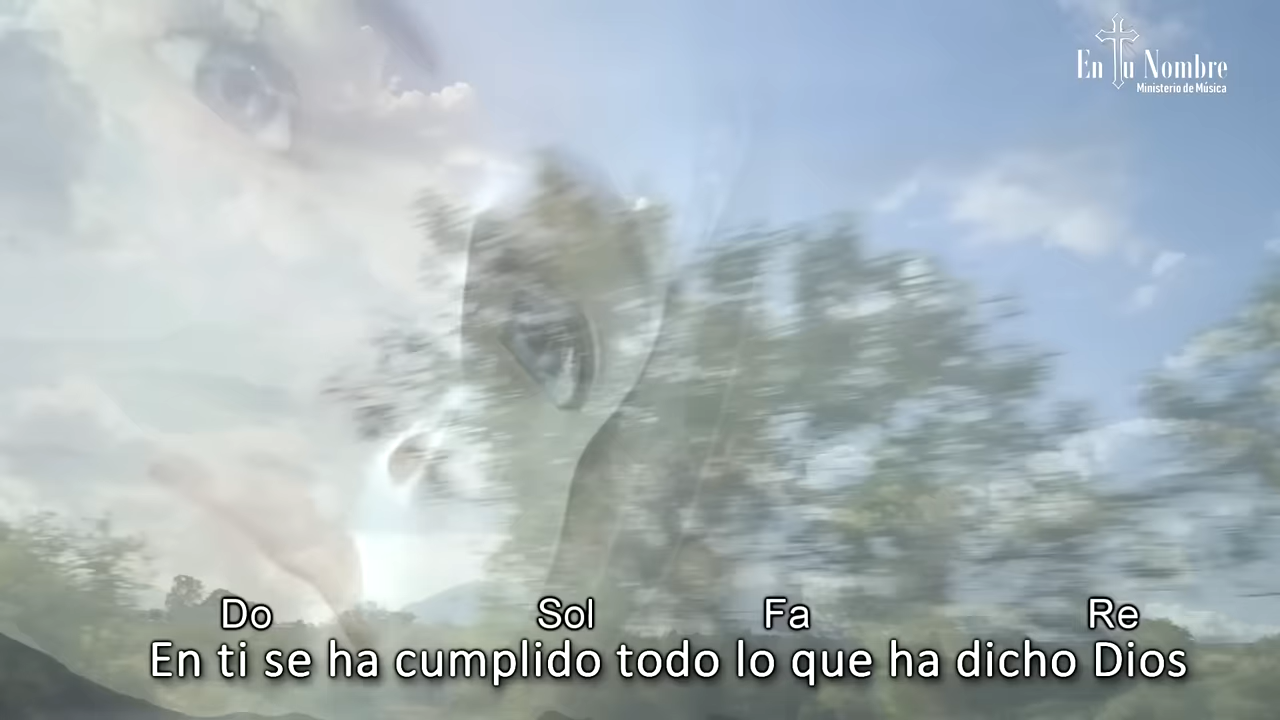 En Tu Nombre
Ministerio de Música
Do Sol Fa Re
En ti se ha cumplido todo lo que ha dicho Dios